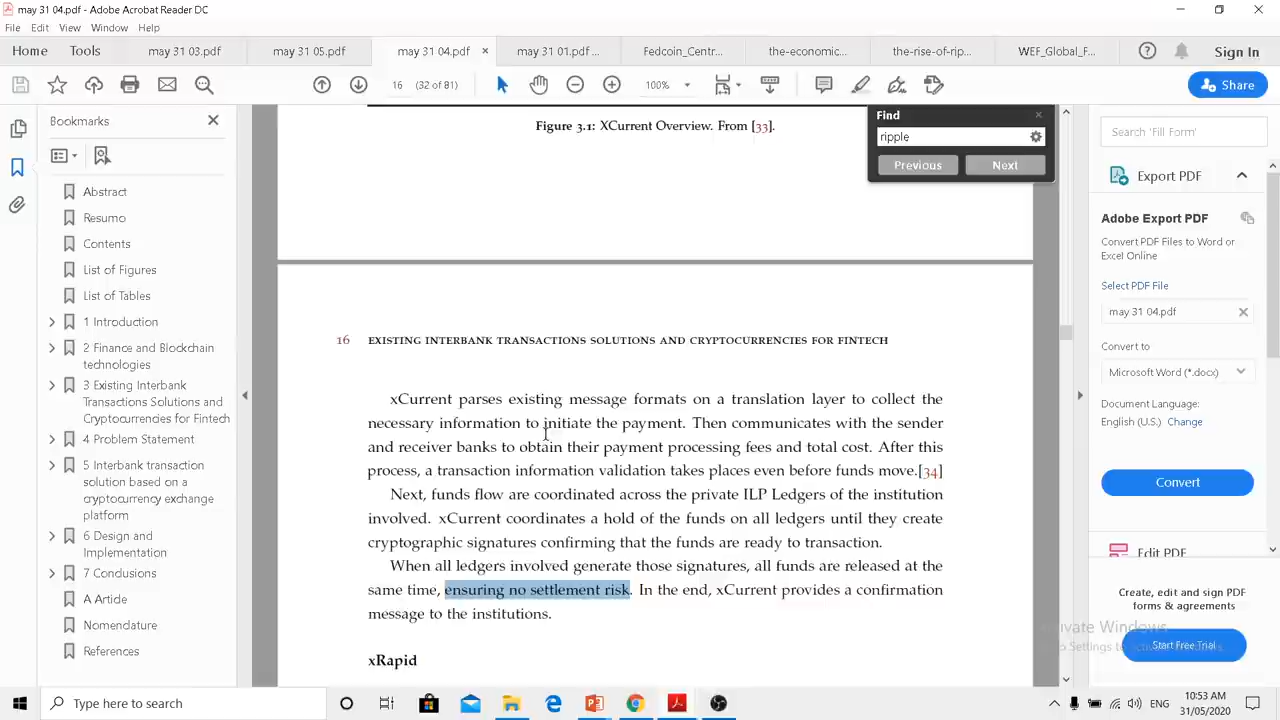 may 31 04.pdf - Adobe Acrobat Reader DC
File Edit View Window Help
Home Tools may 31 03.pdf may 31 05.pdf may 31 04.pdf × may 31 01.pdf ... Fedcoin_Centr... the-economic... the-rise-of-rip... WEF_Global_F... Sign In
16 (32 of 81) 100% Share
Bookmarks
Abstract
Resumo
Contents
List of Figures
List of Tables
1 Introduction
2 Finance and Blockchain
technologies
3 Existing Interbank
Transactions Solutions and
Cryptocurrencies for Fintech
4 Problem Statement
5 Interbank transaction
solution based on a
cryptocurrency exchange
platform
6 Design and
Implementation
7 Conclusions
A Article
Nomenclature
References
Figure 3.1: XCurrent Overview. From [33].
Find
ripple
Previous Next
16 EXISTING INTERBANK TRANSACTIONS SOLUTIONS AND CRYPTOCURRENCIES FOR FINTECH
xCurrent parses existing message formats on a translation layer to collect the
necessary information to initiate the payment. Then communicates with the sender
and receiver banks to obtain their payment processing fees and total cost. After this
process, a transaction information validation takes places even before funds move.[34]
Next, funds flow are coordinated across the private ILP Ledgers of the institution
involved. xCurrent coordinates a hold of the funds on all ledgers until they create
cryptographic signatures confirming that the funds are ready to transaction.
When all ledgers involved generate those signatures, all funds are released at the
same time, ensuring no settlement risk. In the end, xCurrent provides a confirmation
message to the institutions.
xRapid
Search 'Fill Form'
Export PDF
Adobe Export PDF
Convert PDF Files to Word or
Excel Online
Select PDF File
may 31 04.pdf
Convert to
Microsoft Word (*.docx)
Document Language:
English (U.S.) Change
Convert
Edit PDF
Create, edit and sign PDF
forms & agreements
Start Free Trial
Type here to search
ENG
10:53 AM
31/05/2020